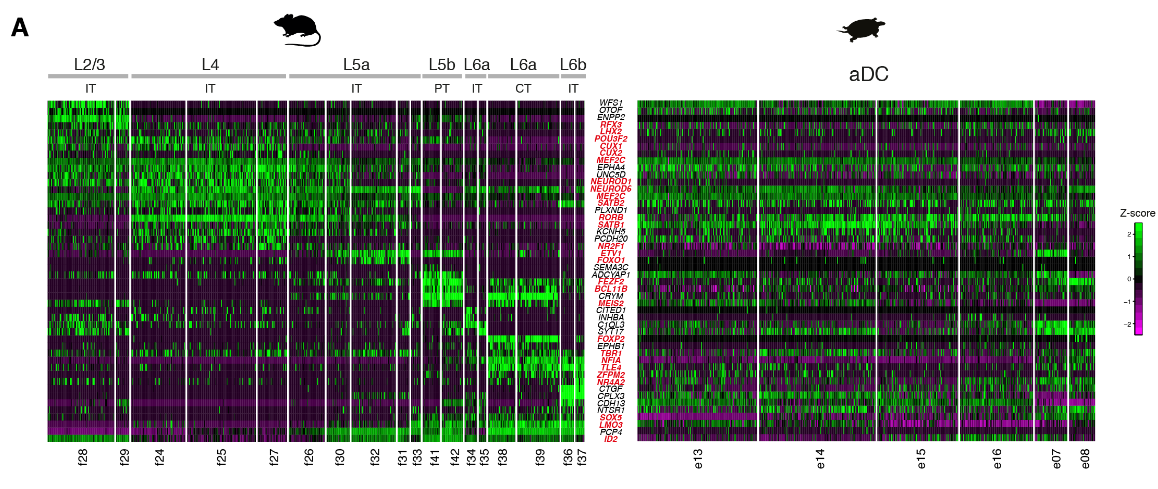 A
L2/3 L4 L5a L5b L6a L6a L6b
IT IT IT PT IT CT IT
aDC
WFS1
OTOF
ENPP2
RFX3
LHX2
POU3F2
CUX1
CUX2
MEF2C
EPHA4
UNC5D
NEUROD1
NEUROD6
MEF2C
SATB2
PLXND1
RORB
SATB1
KCNH5
PCDH20
NR2F1
ETV1
FOXO1
SEMA3C
ADCYAP1
FEZF2
BCL11B
CRYM
MEIS2
CITED1
INHBA
C1QL3
SYT17
FOXP2
EPHB1
TBR1
NFIA
TLE4
ZFPM2
NR4A2
CTGF
CPLX3
CDH13
NTSR1
SOX5
LMO3
PCP4
ID2
Z-score
2
1
0
−1
−2
f28 f29 f24 f25 f27 f26 f30 f32 f31 f33 f41 f42 f34 f35 f38 f39 f36 f37
e13 e14 e15 e16 e07 e08